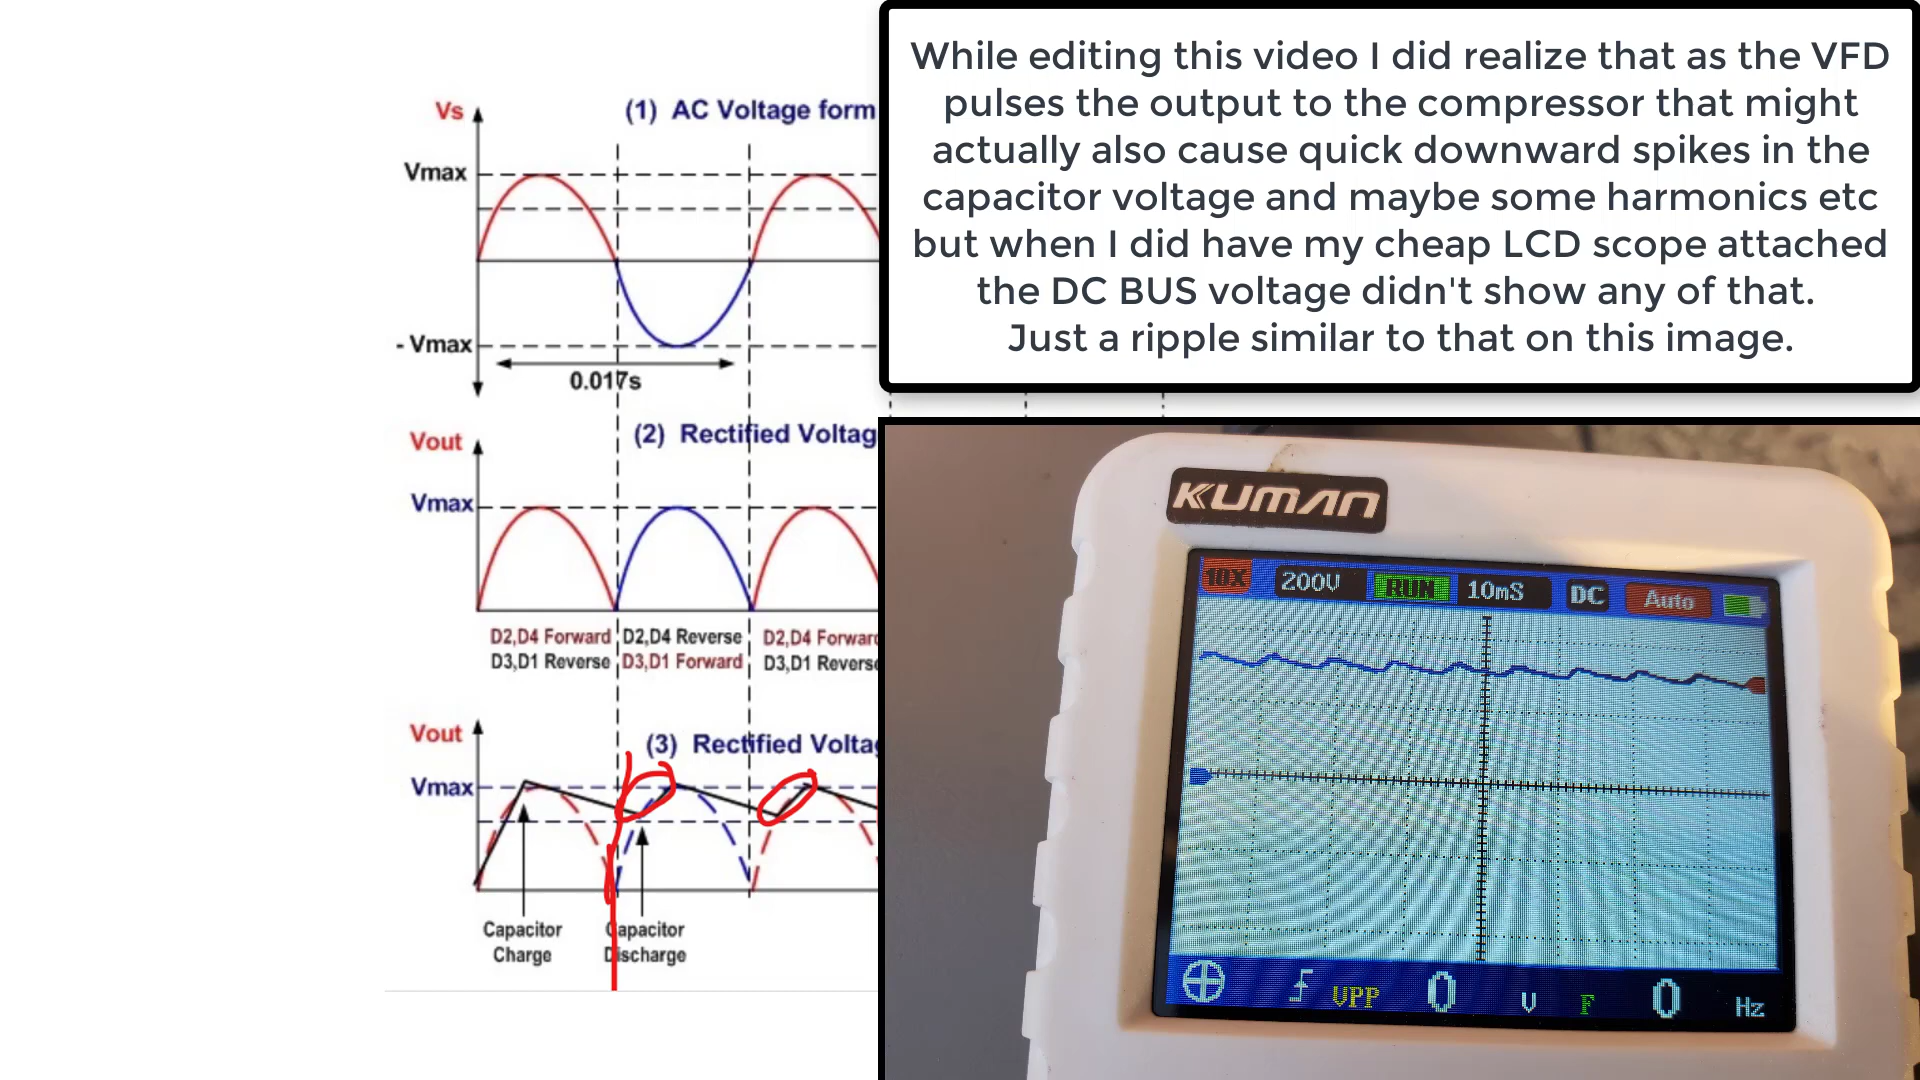 Vs
(1) AC Voltage form
Vmax
- Vmax
0.017s
While editing this video I did realize that as the VFD
pulses the output to the compressor that might
actually also cause quick downward spikes in the
capacitor voltage and maybe some harmonics etc
but when I did have my cheap LCD scope attached
the DC BUS voltage didn't show any of that.
Just a ripple similar to that on this image.
Vout
(2) Rectified Voltag
Vmax
D2,D4 Forward
D3,D1 Reverse
D2,D4 Reverse
D3,D1 Forward
D2,D4 Forward
D3,D1 Reverse
Vout
(3) Rectified Volta
Vmax
Capacitor
Charge
Capacitor
Discharge
KUMAN
10X 200V RUN 10mS DC Auto
VPP 0 V F 0 Hz